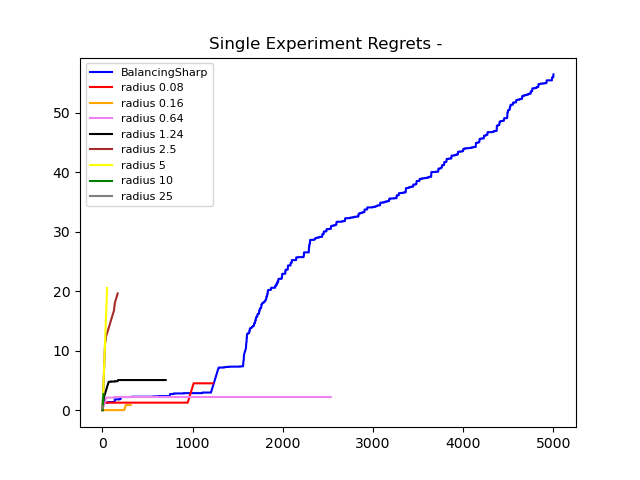 Single Experiment Regrets -
BalancingSharp
radius 0.08
radius 0.16
radius 0.64
radius 1.24
radius 2.5
radius 5
radius 10
radius 25
50
40
30
20
10
0
0 1000 2000 3000 4000 5000